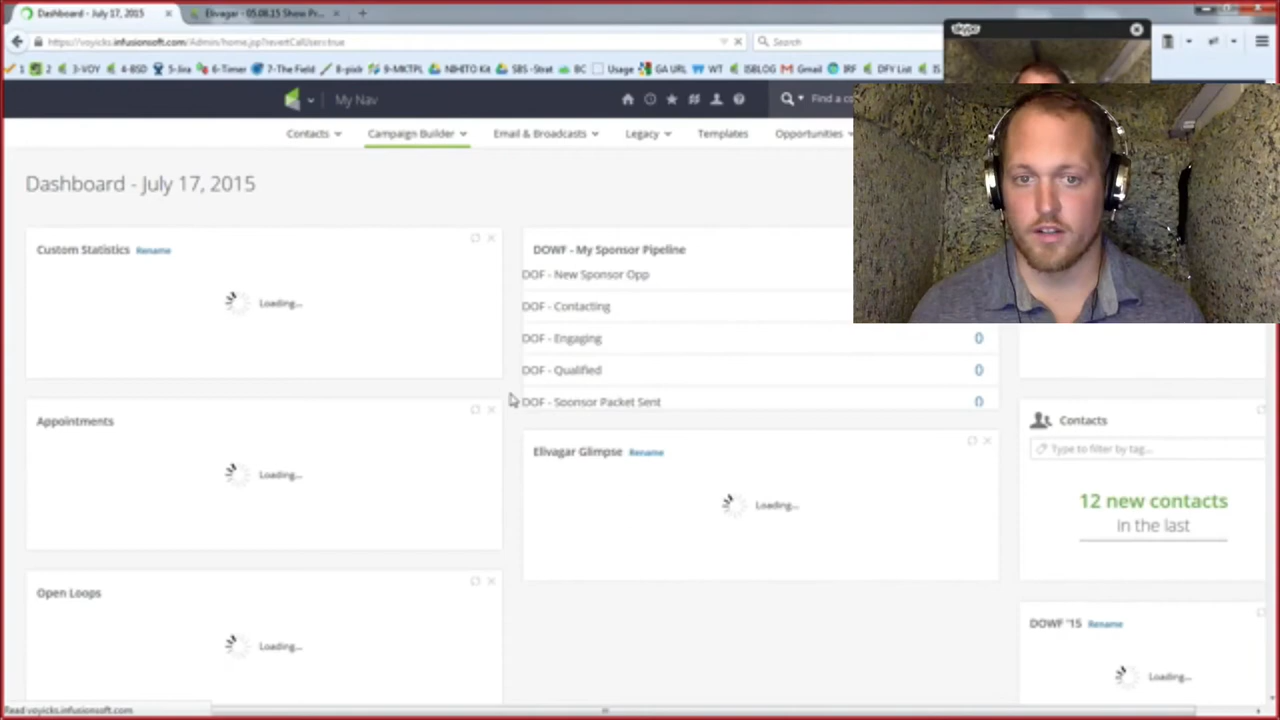 Dashboard - July 17, 2015
Elivagar - 05.08.15 Show Pr...
https://voyicks.infusionsoft.com/Admin/home.jsp?revertCalUser=true
Search
skype
1
2
3-VOY
4-BSD
5-Jira
6-Timer
7-The Field
8-pixlr
9-MKTPL
NIHITO Kit
SBS -Strat
BC
Usage
GA URL
WT
ISBLOG
Gmail
IRF
DFY List
IS
My Nav
Find a co
Contacts
Campaign Builder
Email & Broadcasts
Legacy
Templates
Opportunities
Dashboard - July 17, 2015
Custom Statistics Rename
Loading...
Appointments
Loading...
Open Loops
Loading...
DOWF - My Sponsor Pipeline
DOF - New Sponsor Opp
DOF - Contacting
DOF - Engaging 0
DOF - Qualified 0
DOF - Sponsor Packet Sent 0
Elivagar Glimpse Rename
Loading...
Contacts
Type to filter by tag...
12 new contacts
in the last
DOWF '15 Rename
Loading...
Read voyicks.infusionsoft.com